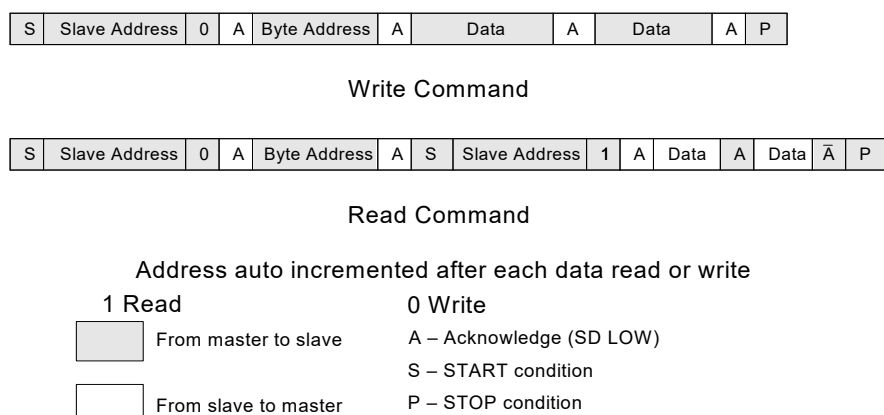 S Slave Address 0 A Byte Address A Data A Data A P
Write Command
S Slave Address 0 A Byte Address A S Slave Address 1 A Data A Data A̅ P
Read Command
Address auto incremented after each data read or write
1 Read 0 Write
From master to slave A – Acknowledge (SD LOW)
S – START condition
From slave to master P – STOP condition